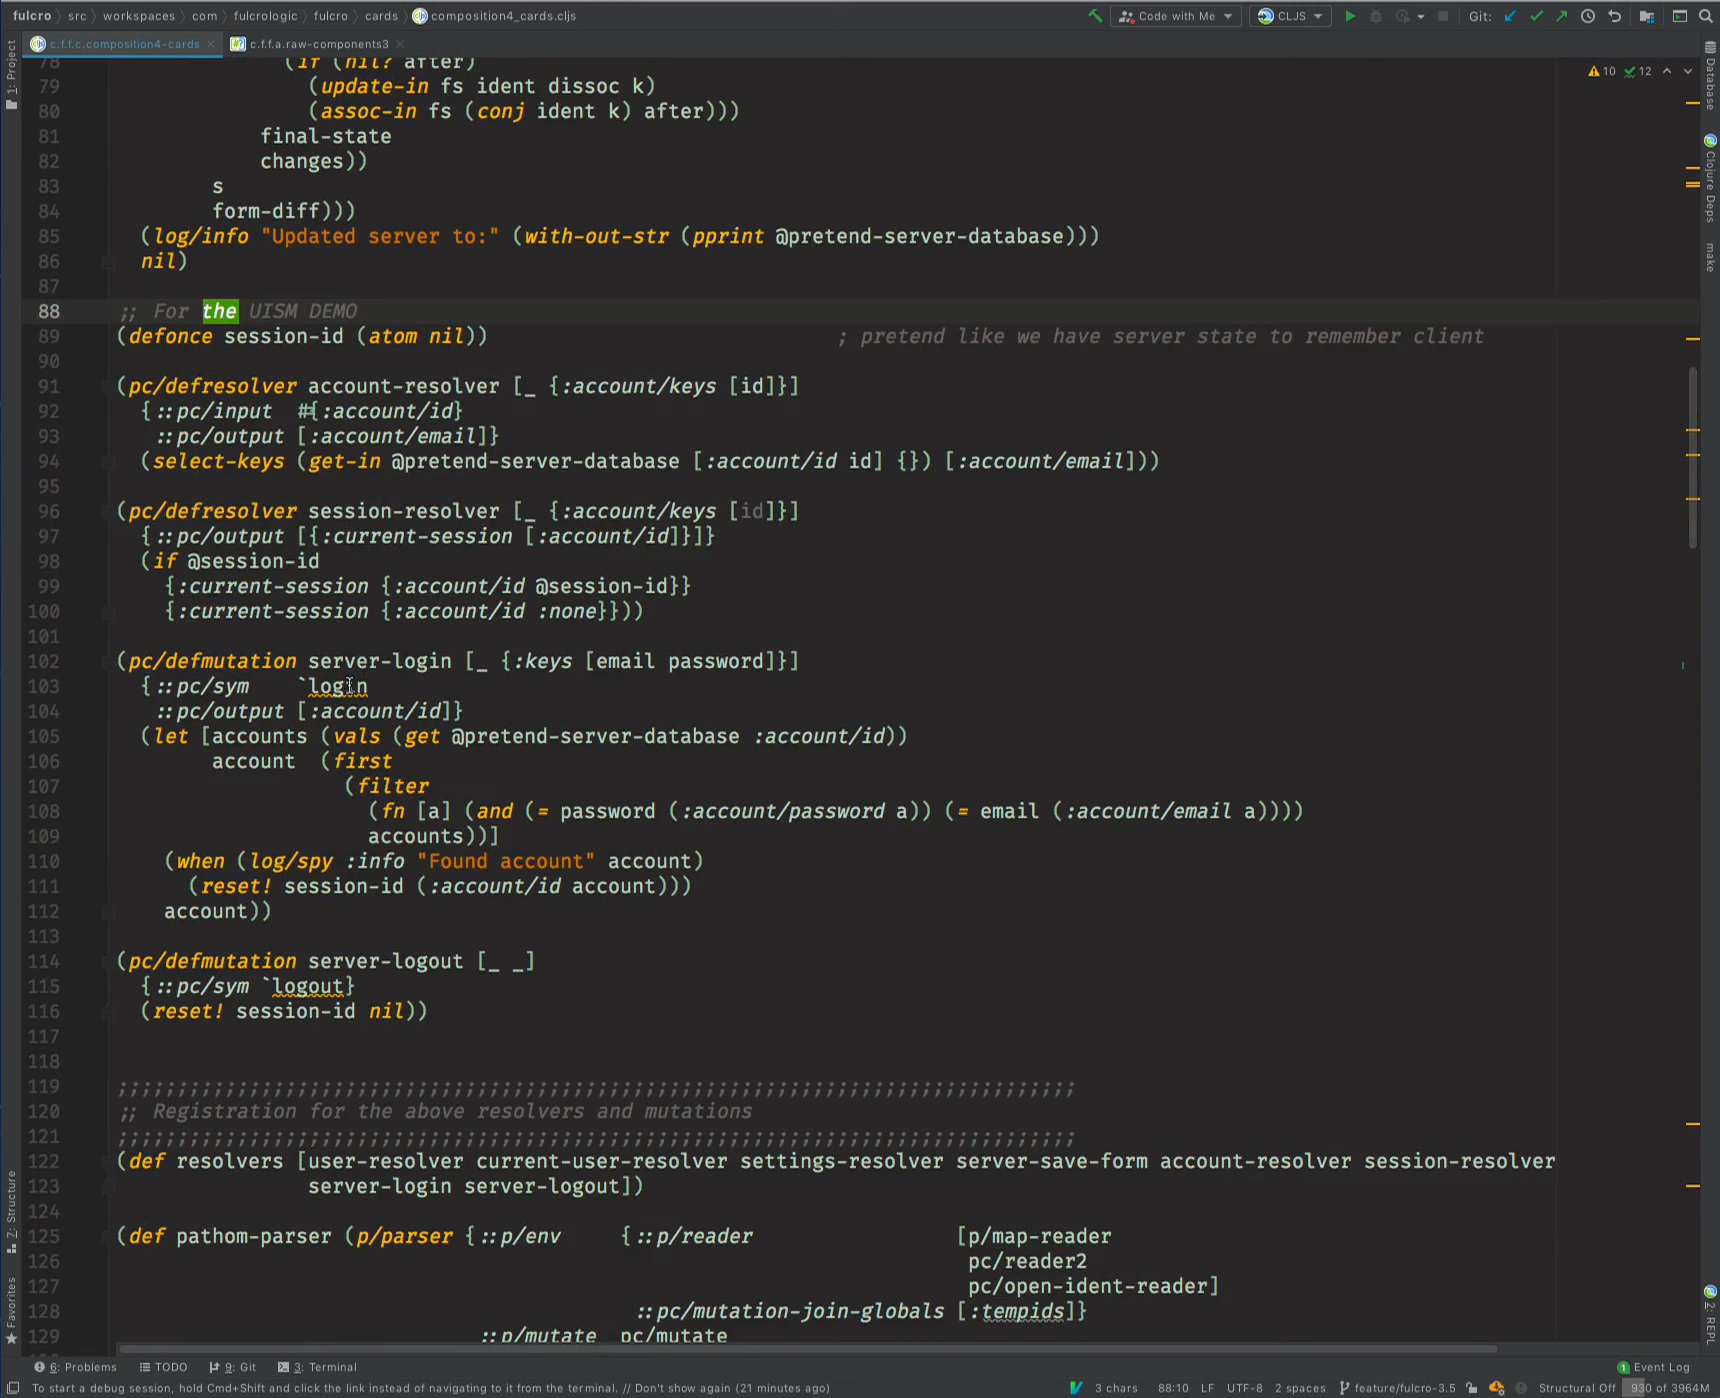 fulcro src workspaces com fulcrologic fulcro cards composition4_cards.cljs Code with Me CLJS Git:
c.f.f.c.composition4-cards × c.f.f.a.raw-components3 ×
10 12
78 (if (nil? after)
79 (update-in fs ident dissoc k)
80 (assoc-in fs (conj ident k) after)))
81 final-state
82 changes))
83 s
84 form-diff)))
85 (log/info "Updated server to:" (with-out-str (pprint @pretend-server-database)))
86 nil)
87
88 ;; For the UISM DEMO
89 (defonce session-id (atom nil)) ; pretend like we have server state to remember client
90
91 (pc/defresolver account-resolver [_ {:account/keys [id]}]
92 {::pc/input #{:account/id}
93 ::pc/output [:account/email]}
94 (select-keys (get-in @pretend-server-database [:account/id id] {}) [:account/email]))
95
96 (pc/defresolver session-resolver [_ {:account/keys [id]}]
97 {::pc/output [{:current-session [:account/id]}]}
98 (if @session-id
99 {:current-session {:account/id @session-id}}
100 {:current-session {:account/id :none}}))
101
102 (pc/defmutation server-login [_ {:keys [email password]}]
103 {::pc/sym `login
104 ::pc/output [:account/id]}
105 (let [accounts (vals (get @pretend-server-database :account/id))
106 account (first
107 (filter
108 (fn [a] (and (= password (:account/password a)) (= email (:account/email a))))
109 accounts))]
110 (when (log/spy :info "Found account" account)
111 (reset! session-id (:account/id account)))
112 account))
113
114 (pc/defmutation server-logout [_ _]
115 {::pc/sym `logout}
116 (reset! session-id nil))
117
118
119 ;;;;;;;;;;;;;;;;;;;;;;;;;;;;;;;;;;;;;;;;;;;;;;;;;;;;;;;;;;;;;;;;;;;;;;;;;;;;;;;;
120 ;; Registration for the above resolvers and mutations
121 ;;;;;;;;;;;;;;;;;;;;;;;;;;;;;;;;;;;;;;;;;;;;;;;;;;;;;;;;;;;;;;;;;;;;;;;;;;;;;;;;
122 (def resolvers [user-resolver current-user-resolver settings-resolver server-save-form account-resolver session-resolver
123 server-login server-logout])
124
125 (def pathom-parser (p/parser {::p/env {::p/reader [p/map-reader
126 pc/reader2
127 pc/open-ident-reader]
128 ::pc/mutation-join-globals [:tempids]}
129 ::p/mutate pc/mutate
1: Project
Z: Structure
Favorites
Database
Clojure Deps
make
2: REPL
6: Problems TODO 9: Git 3: Terminal 1 Event Log
To start a debug session, hold Cmd+Shift and click the link instead of navigating to it from the terminal. // Don't show again (21 minutes ago) 3 chars 88:10 LF UTF-8 2 spaces feature/fulcro-3.5 Structural Off 930 of 3964M